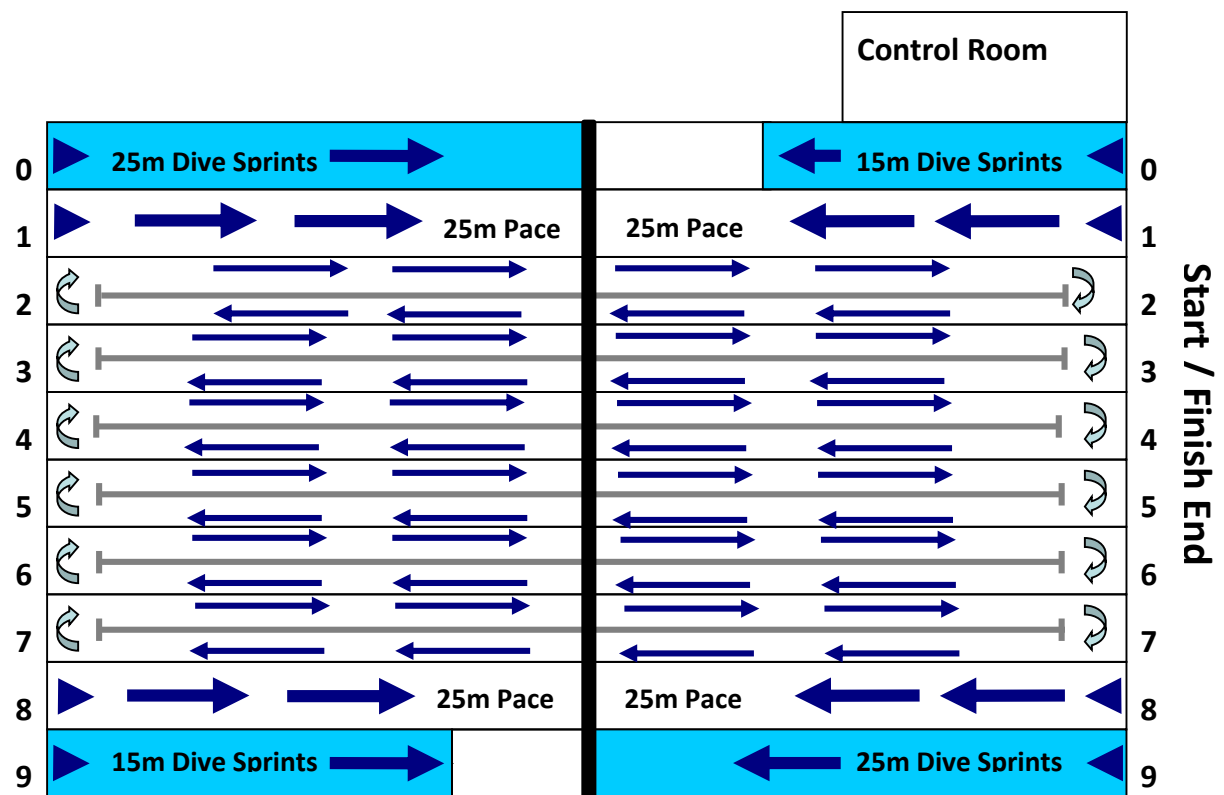 Control Room
0 25m Dive Sprints 15m Dive Sprints 0
1 25m Pace 25m Pace 1
2 2
3 3
4 4
5 5
6 6
7 7
8 25m Pace 25m Pace 8
9 15m Dive Sprints 25m Dive Sprints 9
Start / Finish End